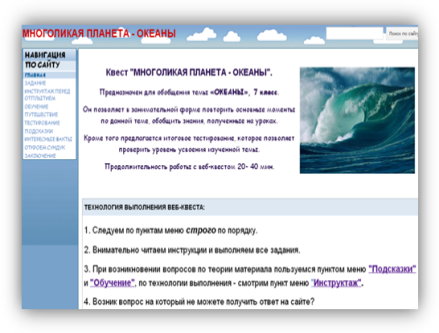 МНОГОЛИКАЯ ПЛАНЕТА - ОКЕАНЫ
Поиск по сайту
НАВИГАЦИЯ
ПО САЙТУ
ГЛАВНАЯ
ЗАДАНИЕ
ИНСТРУКТАЖ ПЕРЕД
ОТПЛЫТИЕМ
ОБУЧЕНИЕ
ПУТЕШЕСТВИЕ
ТЕСТИРОВАНИЕ
ПОДСКАЗКИ
ИНТЕРЕСНЫЕ ФАКТЫ
ЗАКЛЮЧЕНИЕ
Квест "МНОГОЛИКАЯ ПЛАНЕТА - ОКЕАНЫ".
Предназначен для обобщения темы «ОКЕАНЫ», 7 класс.
Он позволяет в занимательной форме повторить основные моменты
по данной теме, обобщить знания, полученные на уроках.
Кроме того предлагается итоговое тестирование, которое позволяет
проверить уровень усвоения изученной темы.
Продолжительность работы с веб-квестом 20- 40 мин.
ТЕХНОЛОГИЯ ВЫПОЛНЕНИЯ ВЕБ-КВЕСТА:
1. Следуем по пунктам меню строго по порядку.
2. Внимательно читаем инструкции и выполняем все задания.
3. При возникновении вопросов по теории материала пользуемся пунктом меню "Подсказки"
и "Обучение", по технологии выполнения - смотрим пункт меню "Инструктаж".
4. Возник вопрос на который не можете получить ответ на сайте?